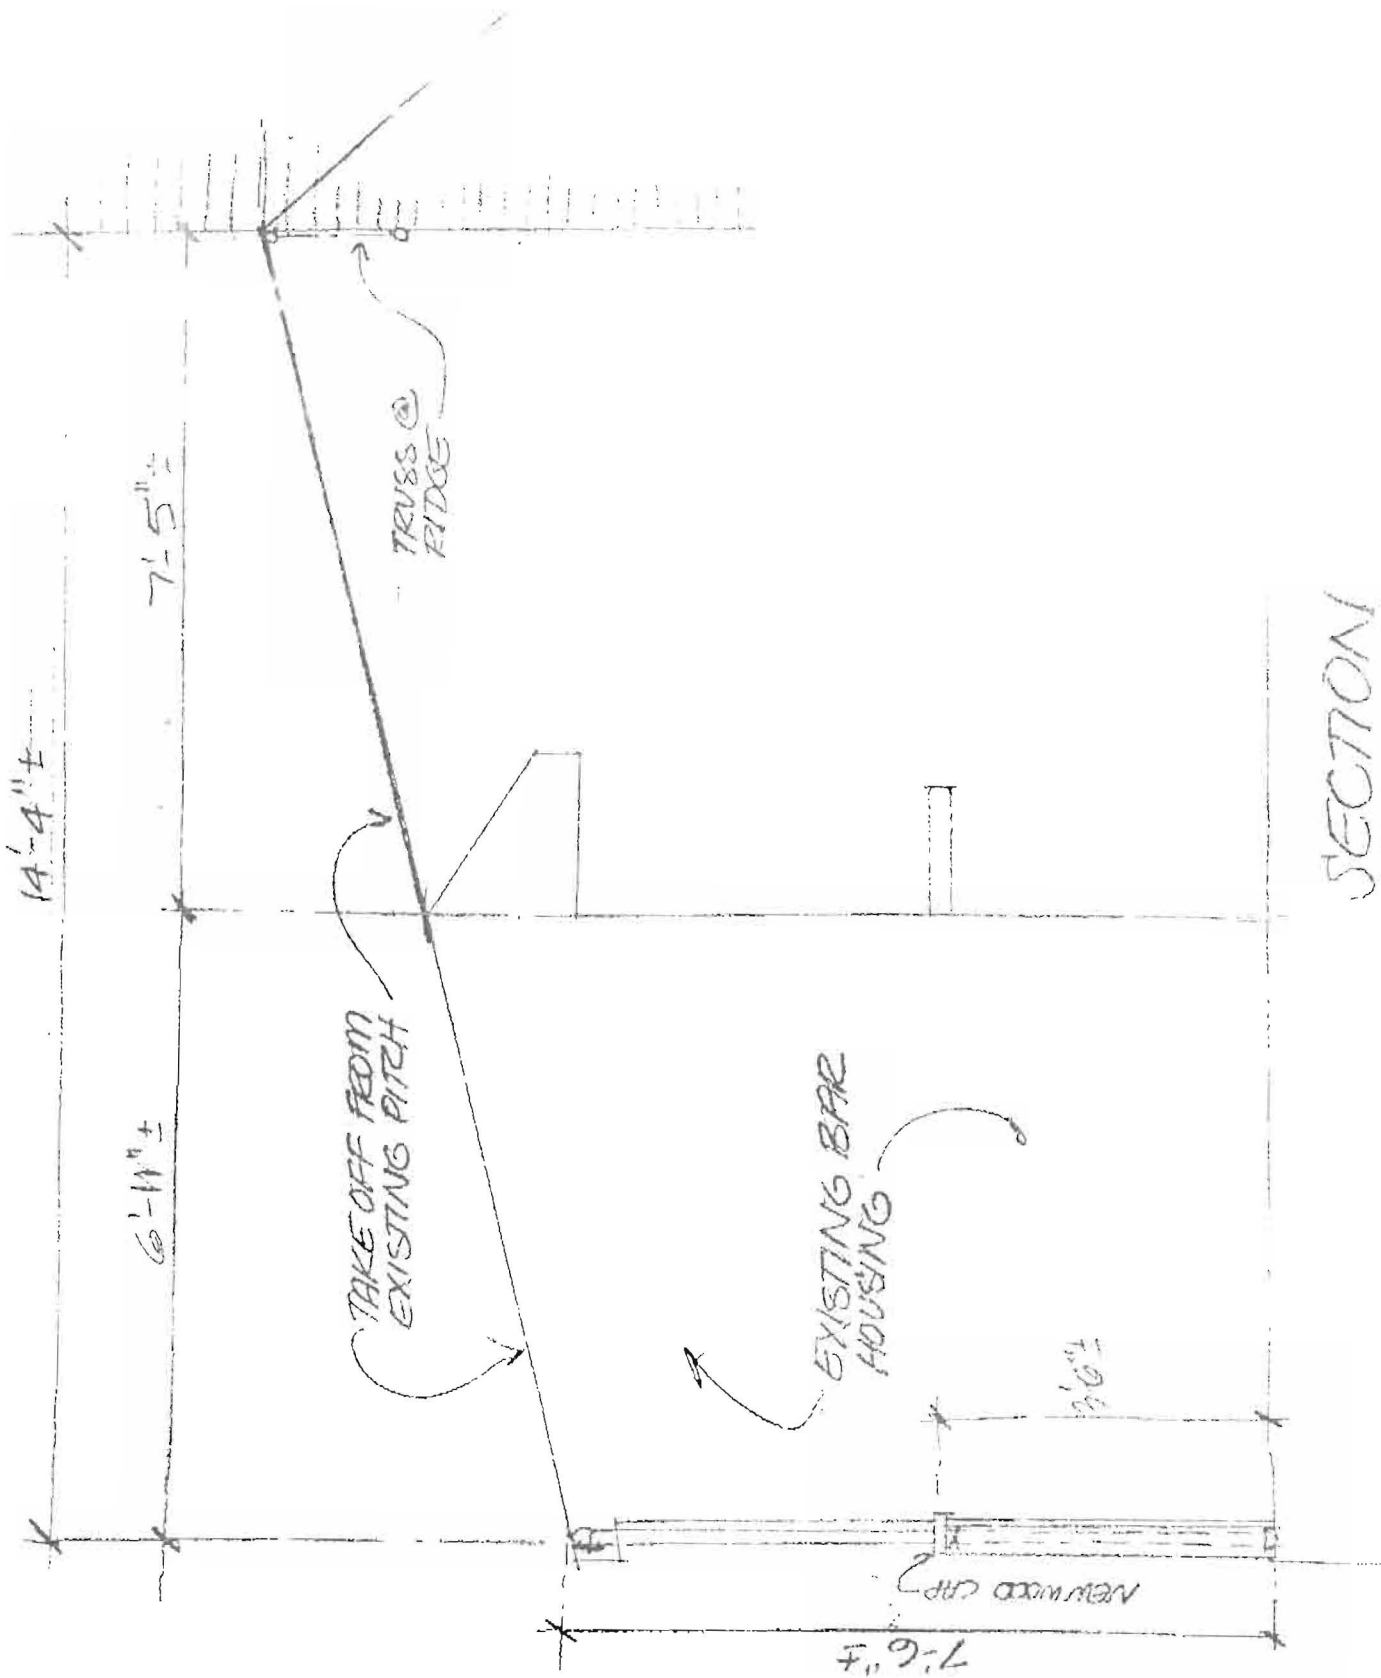 14'-4"±
6'-11"±
7'-5"±
TRUSS @
RIDGE
TAKE OFF FROM
EXISTING PITCH
EXISTING BAR
HOUSING
3'-6"±
NEW WOOD CAP
7'-6"±
SECTION